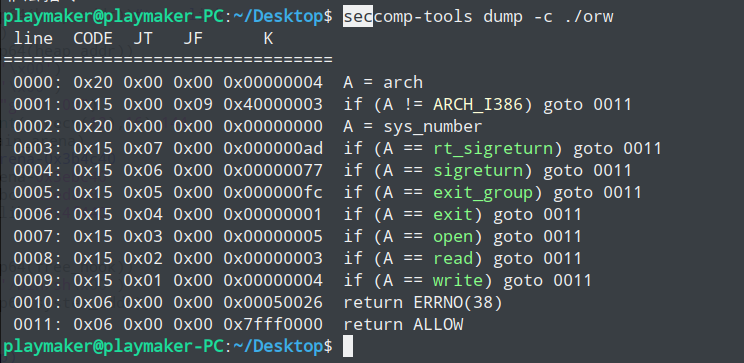 playmaker@playmaker-PC:~/Desktop$ seccomp-tools dump -c ./orw
line CODE JT JF K
=================================
0000: 0x20 0x00 0x00 0x00000004 A = arch
0001: 0x15 0x00 0x09 0x40000003 if (A != ARCH_I386) goto 0011
0002: 0x20 0x00 0x00 0x00000000 A = sys_number
0003: 0x15 0x07 0x00 0x000000ad if (A == rt_sigreturn) goto 0011
0004: 0x15 0x06 0x00 0x00000077 if (A == sigreturn) goto 0011
0005: 0x15 0x05 0x00 0x000000fc if (A == exit_group) goto 0011
0006: 0x15 0x04 0x00 0x00000001 if (A == exit) goto 0011
0007: 0x15 0x03 0x00 0x00000005 if (A == open) goto 0011
0008: 0x15 0x02 0x00 0x00000003 if (A == read) goto 0011
0009: 0x15 0x01 0x00 0x00000004 if (A == write) goto 0011
0010: 0x06 0x00 0x00 0x00050026 return ERRNO(38)
0011: 0x06 0x00 0x00 0x7fff0000 return ALLOW
playmaker@playmaker-PC:~/Desktop$